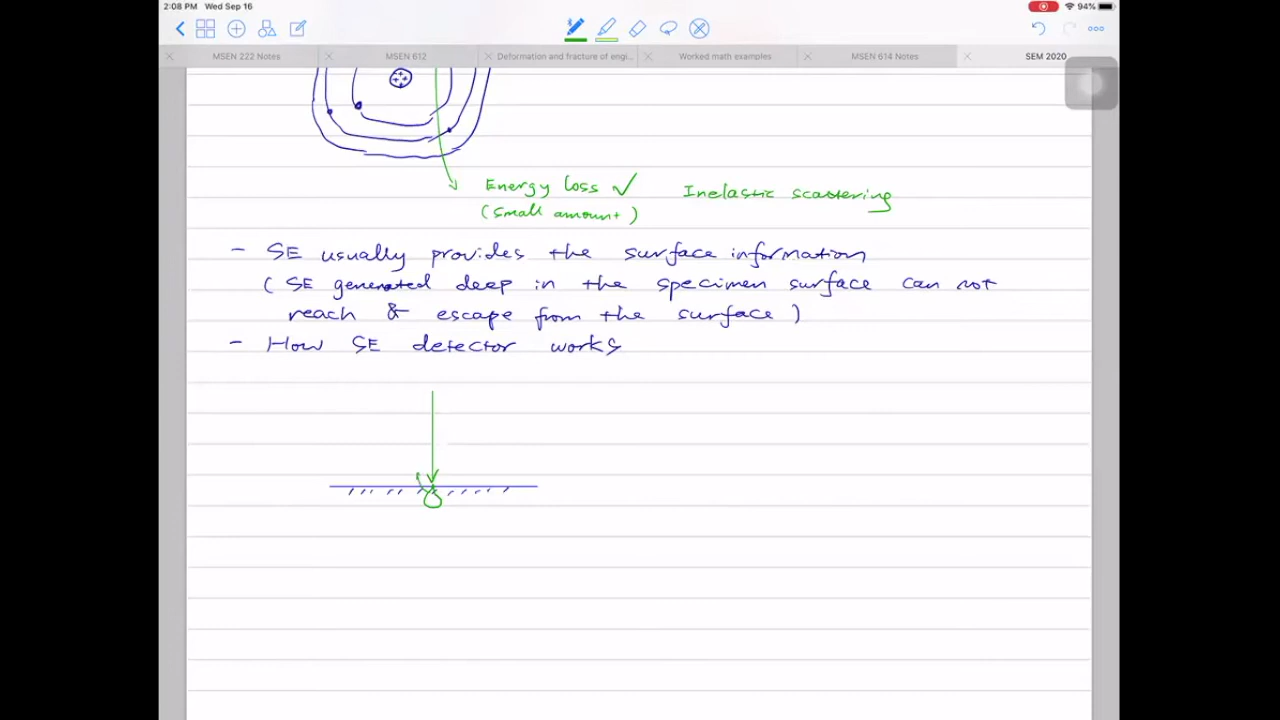 2:08 PM Wed Sep 16
94%
MSEN 222 Notes
MSEN 612
Deformation and fracture of engi...
Worked math examples
MSEN 614 Notes
SEM 2020
Energy loss ✓ Inelastic scattering
(small amount)
- SE usually provides the surface information
( SE generated deep in the specimen surface can not
reach & escape from the surface )
- How SE detector works